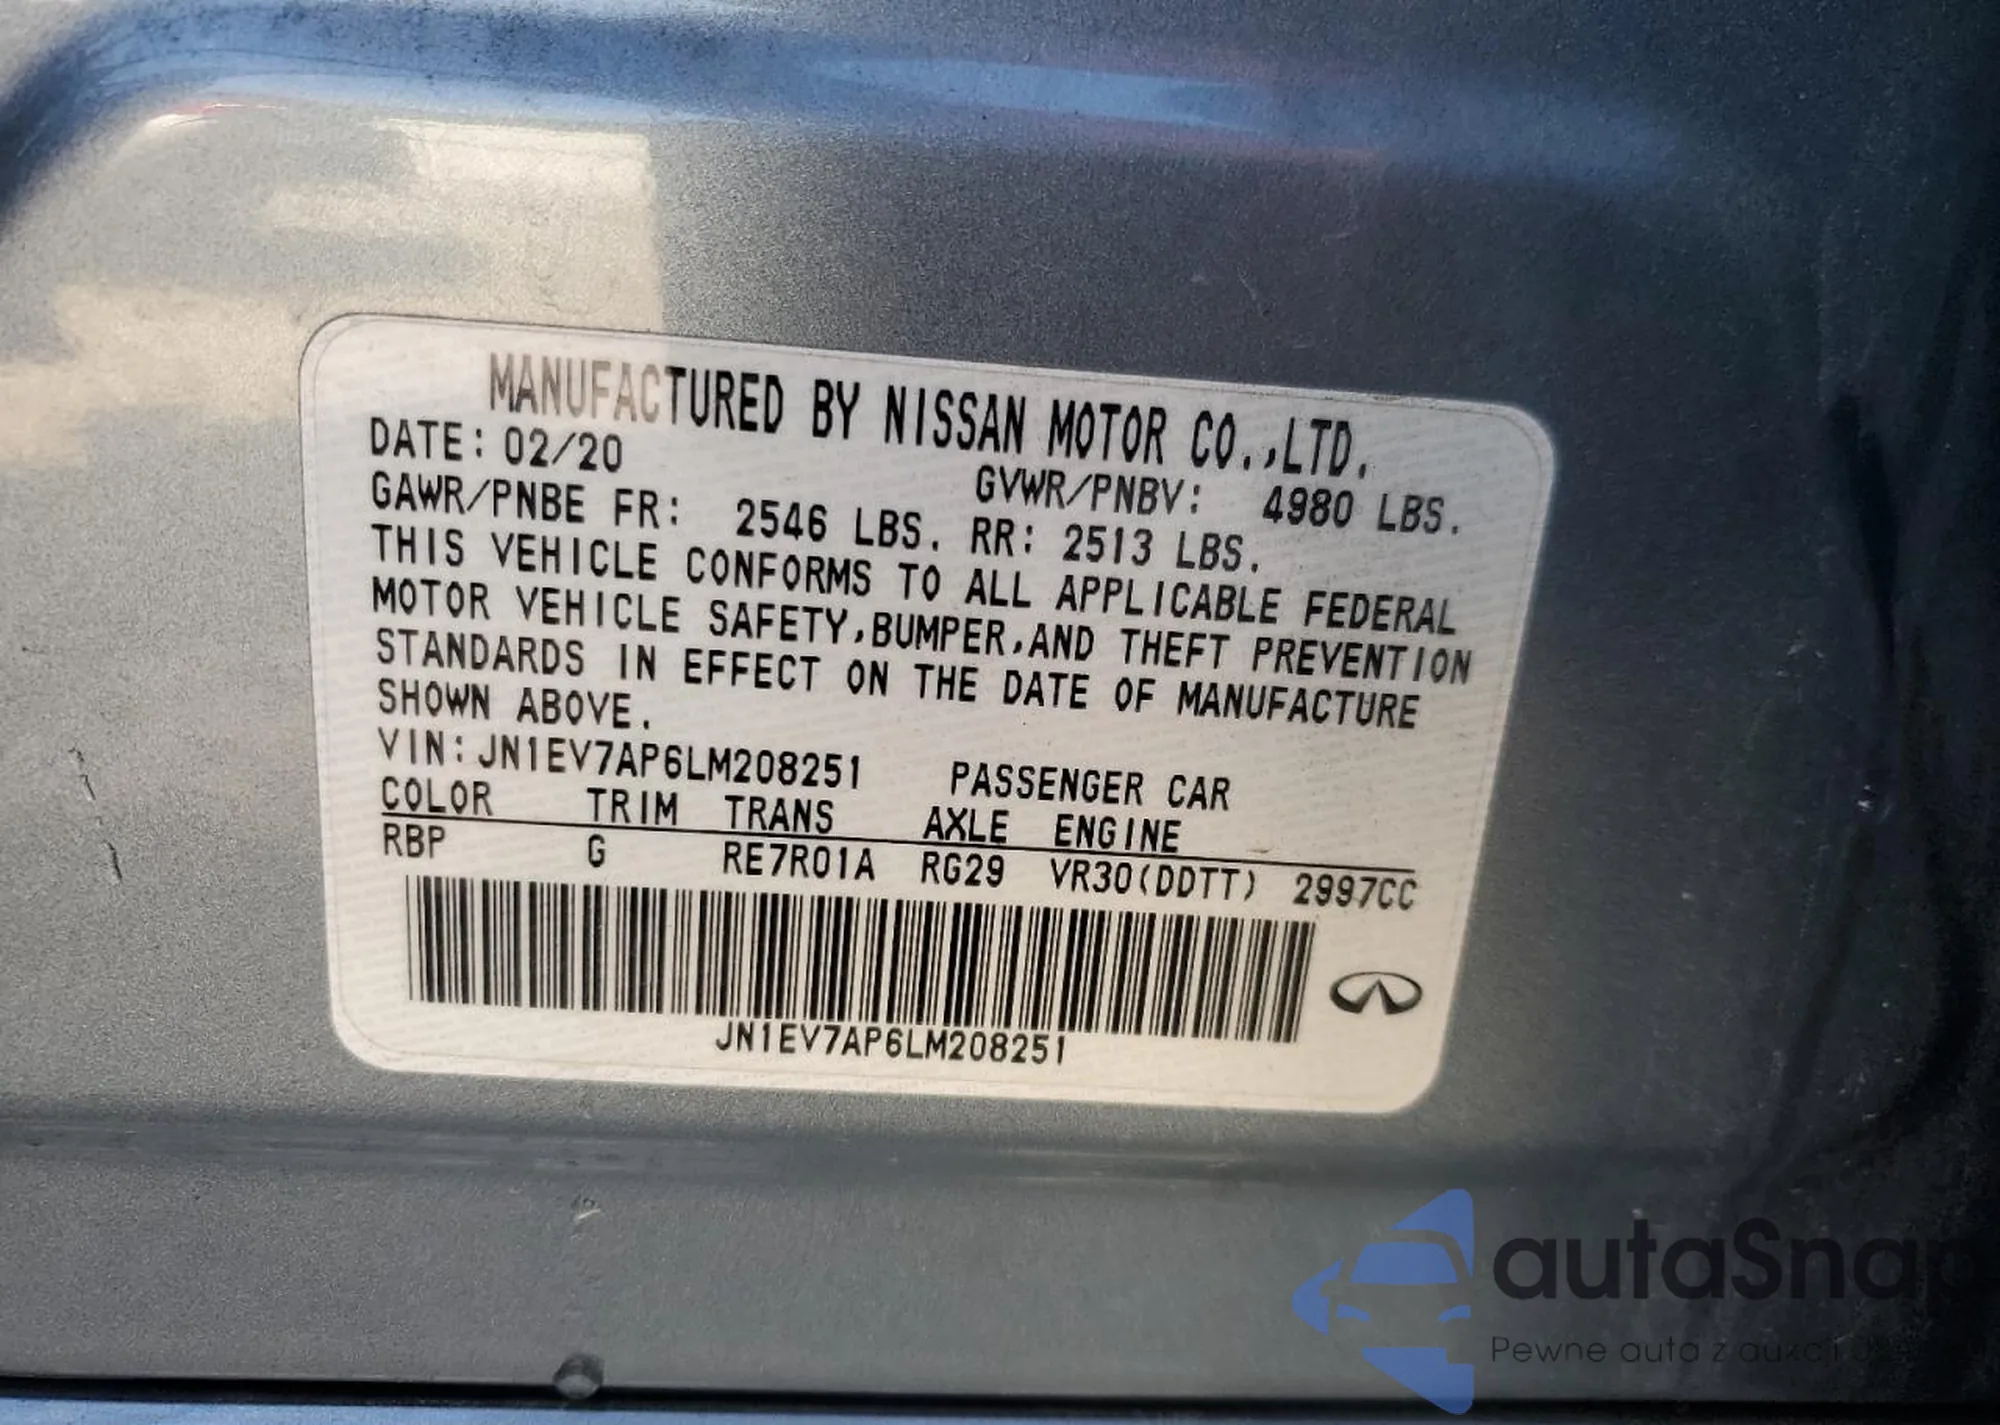 MANUFACTURED BY NISSAN MOTOR CO.,LTD.
DATE: 02/20
GVWR/PNBV: 4980 LBS.
GAWR/PNBE FR: 2546 LBS. RR: 2513 LBS.
THIS VEHICLE CONFORMS TO ALL APPLICABLE FEDERAL
MOTOR VEHICLE SAFETY,BUMPER,AND THEFT PREVENTION
STANDARDS IN EFFECT ON THE DATE OF MANUFACTURE
SHOWN ABOVE.
VIN:JN1EV7AP6LM208251 PASSENGER CAR
COLOR TRIM TRANS AXLE ENGINE
RBP G RE7R01A RG29 VR30(DDTT) 2997CC
JN1EV7AP6LM208251
autaSnap
Pewne auta z aukcji